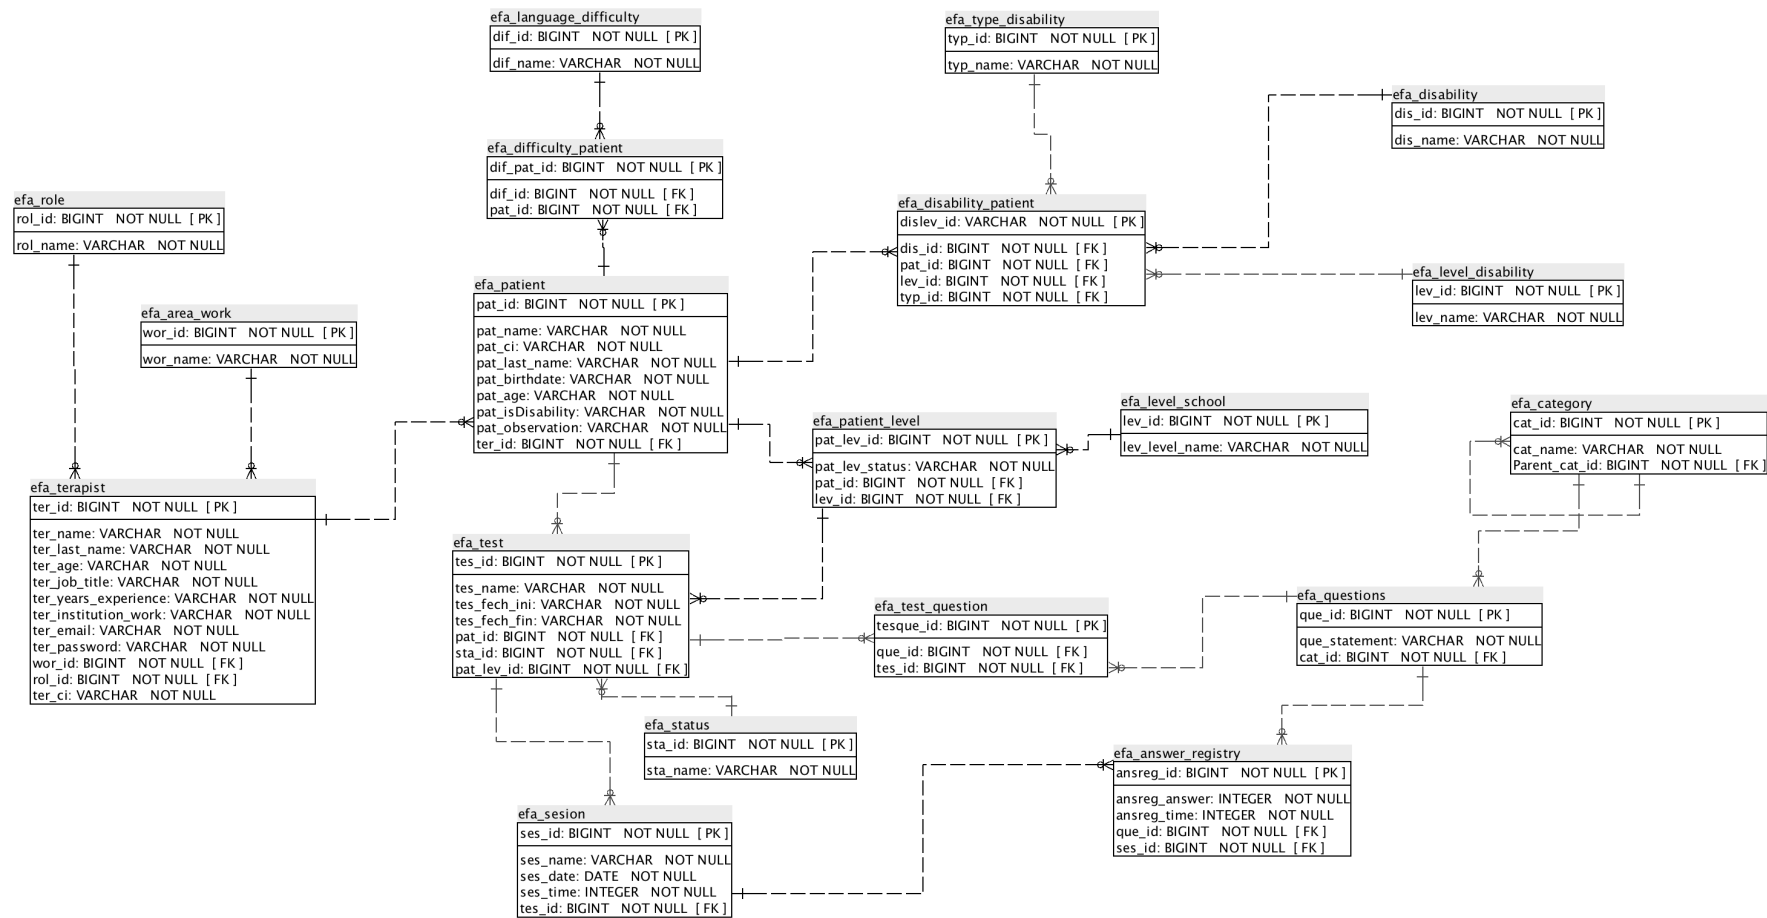 efa_language_difficulty
dif_id: BIGINT NOT NULL [ PK ]
dif_name: VARCHAR NOT NULL
efa_type_disability
typ_id: BIGINT NOT NULL [ PK ]
typ_name: VARCHAR NOT NULL
efa_disability
dis_id: BIGINT NOT NULL [ PK ]
dis_name: VARCHAR NOT NULL
efa_difficulty_patient
dif_pat_id: BIGINT NOT NULL [ PK ]
dif_id: BIGINT NOT NULL [ FK ]
pat_id: BIGINT NOT NULL [ FK ]
efa_role
rol_id: BIGINT NOT NULL [ PK ]
rol_name: VARCHAR NOT NULL
efa_disability_patient
dislev_id: VARCHAR NOT NULL [ PK ]
dis_id: BIGINT NOT NULL [ FK ]
pat_id: BIGINT NOT NULL [ FK ]
lev_id: BIGINT NOT NULL [ FK ]
typ_id: BIGINT NOT NULL [ FK ]
efa_level_disability
lev_id: BIGINT NOT NULL [ PK ]
lev_name: VARCHAR NOT NULL
efa_area_work
wor_id: BIGINT NOT NULL [ PK ]
wor_name: VARCHAR NOT NULL
efa_patient
pat_id: BIGINT NOT NULL [ PK ]
pat_name: VARCHAR NOT NULL
pat_ci: VARCHAR NOT NULL
pat_last_name: VARCHAR NOT NULL
pat_birthdate: VARCHAR NOT NULL
pat_age: VARCHAR NOT NULL
pat_isDisability: VARCHAR NOT NULL
pat_observation: VARCHAR NOT NULL
ter_id: BIGINT NOT NULL [ FK ]
efa_patient_level
pat_lev_id: BIGINT NOT NULL [ PK ]
pat_lev_status: VARCHAR NOT NULL
pat_id: BIGINT NOT NULL [ FK ]
lev_id: BIGINT NOT NULL [ FK ]
efa_level_school
lev_id: BIGINT NOT NULL [ PK ]
lev_level_name: VARCHAR NOT NULL
efa_category
cat_id: BIGINT NOT NULL [ PK ]
cat_name: VARCHAR NOT NULL
Parent_cat_id: BIGINT NOT NULL [ FK ]
efa_terapist
ter_id: BIGINT NOT NULL [ PK ]
ter_name: VARCHAR NOT NULL
ter_last_name: VARCHAR NOT NULL
ter_age: VARCHAR NOT NULL
ter_job_title: VARCHAR NOT NULL
ter_years_experience: VARCHAR NOT NULL
ter_institution_work: VARCHAR NOT NULL
ter_email: VARCHAR NOT NULL
ter_password: VARCHAR NOT NULL
wor_id: BIGINT NOT NULL [ FK ]
rol_id: BIGINT NOT NULL [ FK ]
ter_ci: VARCHAR NOT NULL
efa_test
tes_id: BIGINT NOT NULL [ PK ]
tes_name: VARCHAR NOT NULL
tes_fech_ini: VARCHAR NOT NULL
tes_fech_fin: VARCHAR NOT NULL
pat_id: BIGINT NOT NULL [ FK ]
sta_id: BIGINT NOT NULL [ FK ]
pat_lev_id: BIGINT NOT NULL [ FK ]
efa_test_question
tesque_id: BIGINT NOT NULL [ PK ]
que_id: BIGINT NOT NULL [ FK ]
tes_id: BIGINT NOT NULL [ FK ]
efa_questions
que_id: BIGINT NOT NULL [ PK ]
que_statement: VARCHAR NOT NULL
cat_id: BIGINT NOT NULL [ FK ]
efa_status
sta_id: BIGINT NOT NULL [ PK ]
sta_name: VARCHAR NOT NULL
efa_answer_registry
ansreg_id: BIGINT NOT NULL [ PK ]
ansreg_answer: INTEGER NOT NULL
ansreg_time: INTEGER NOT NULL
que_id: BIGINT NOT NULL [ FK ]
ses_id: BIGINT NOT NULL [ FK ]
efa_sesion
ses_id: BIGINT NOT NULL [ PK ]
ses_name: VARCHAR NOT NULL
ses_date: DATE NOT NULL
ses_time: INTEGER NOT NULL
tes_id: BIGINT NOT NULL [ FK ]